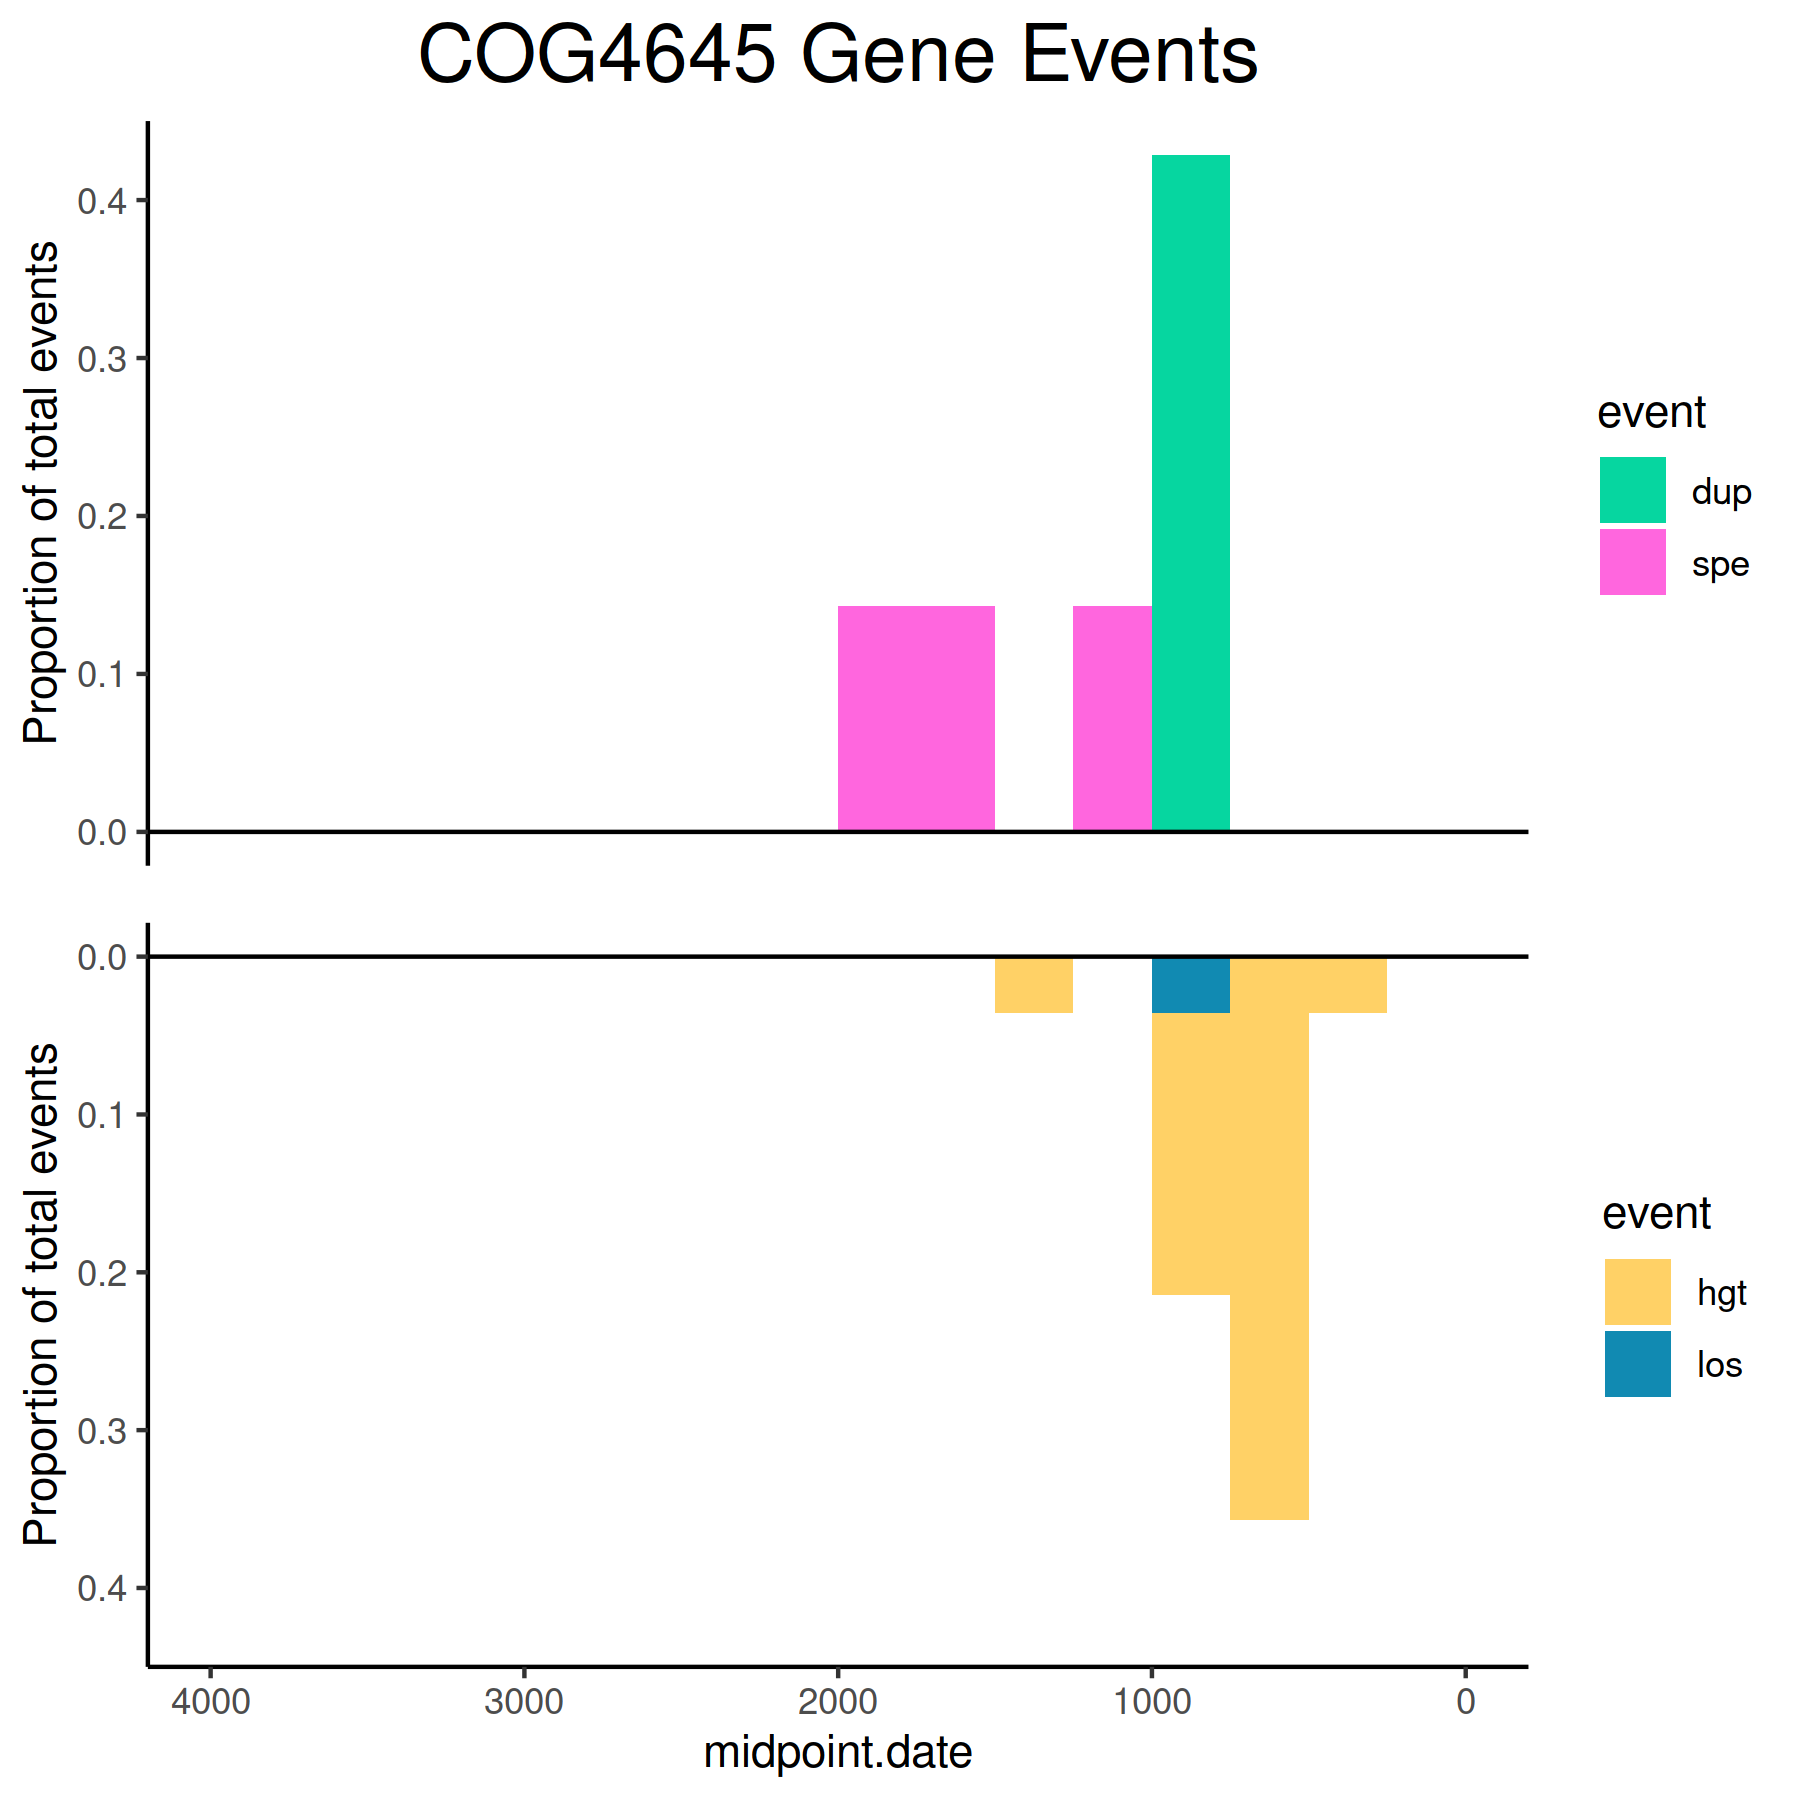 COG4645 Gene Events
Proportion of total events
0.4
0.3
0.2
0.1
0.0
event
dup
spe
Proportion of total events
0.0
0.1
0.2
0.3
0.4
event
hgt
los
4000 3000 2000 1000 0
midpoint.date